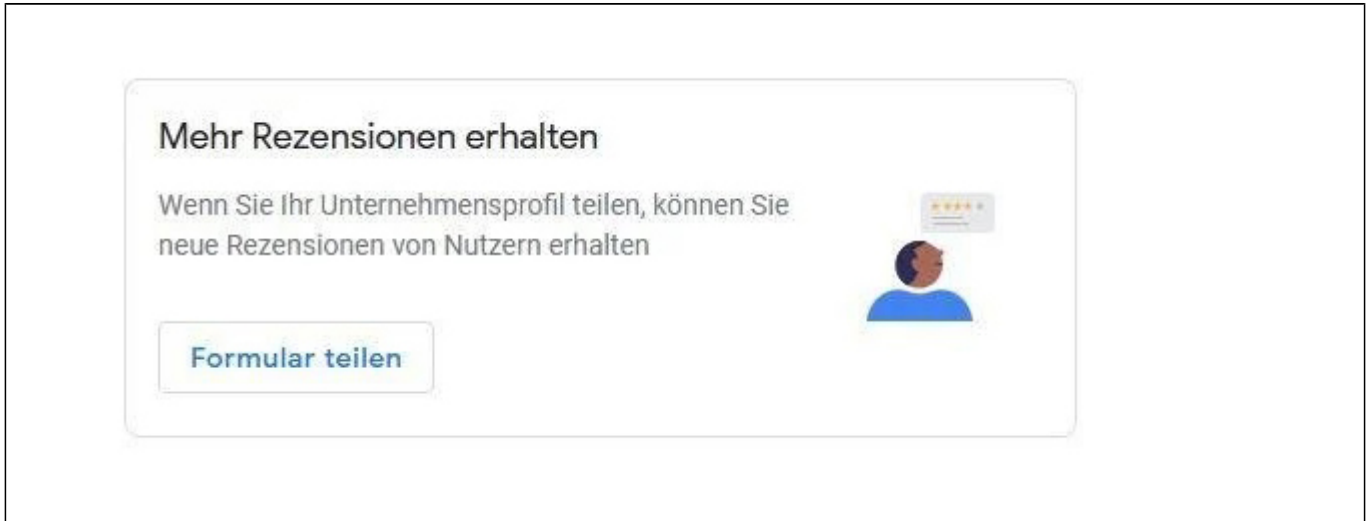 Mehr Rezensionen erhalten
Wenn Sie Ihr Unternehmensprofil teilen, können Sie
neue Rezensionen von Nutzern erhalten
Formular teilen